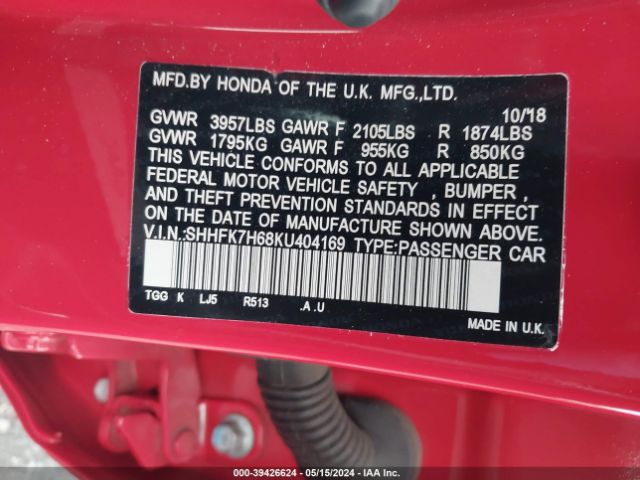 MFD.BY HONDA OF THE U.K. MFG.,LTD.
10/18
GVWR 3957LBS GAWR F 2105LBS R 1874LBS
GVWR 1795KG GAWR F 955KG R 850KG
THIS VEHICLE CONFORMS TO ALL APPLICABLE
FEDERAL MOTOR VEHICLE SAFETY , BUMPER ,
AND THEFT PREVENTION STANDARDS IN EFFECT
ON THE DATE OF MANUFACTURE SHOWN ABOVE.
V.I.N.:SHHFK7H68KU404169 TYPE:PASSENGER CAR
TGG K LJ5 R513 .A .U
MADE IN U.K.
000-39426624 - 05/15/2024 - IAA Inc.